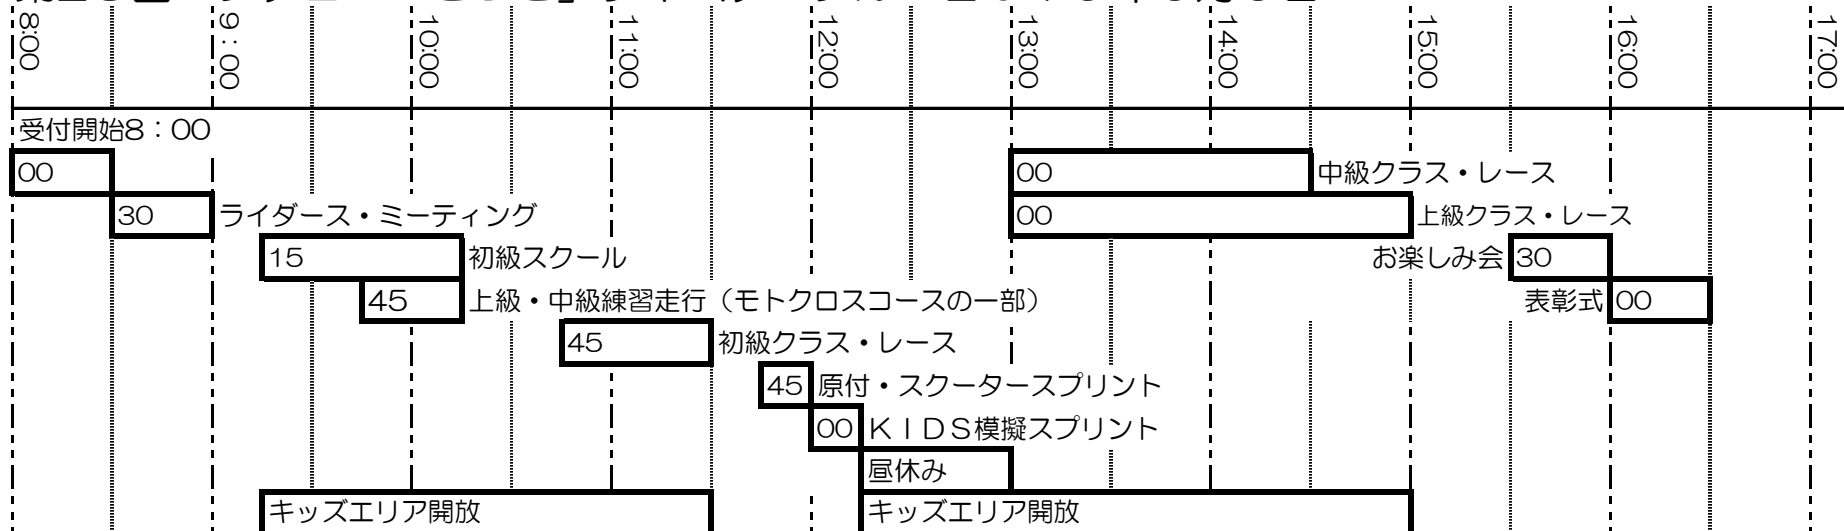 8:00 9:00 10:00 11:00 12:00 13:00 14:00 15:00 16:00 17:00
受付開始8：00
00 00 中級クラス・レース
30 ライダース・ミーティング 00 上級クラス・レース
15 初級スクール お楽しみ会 30
45 上級・中級練習走行（モトクロスコースの一部） 表彰式 00
45 初級クラス・レース
45 原付・スクータースプリント
00 ＫＩＤＳ模擬スプリント
昼休み
キッズエリア開放 キッズエリア開放